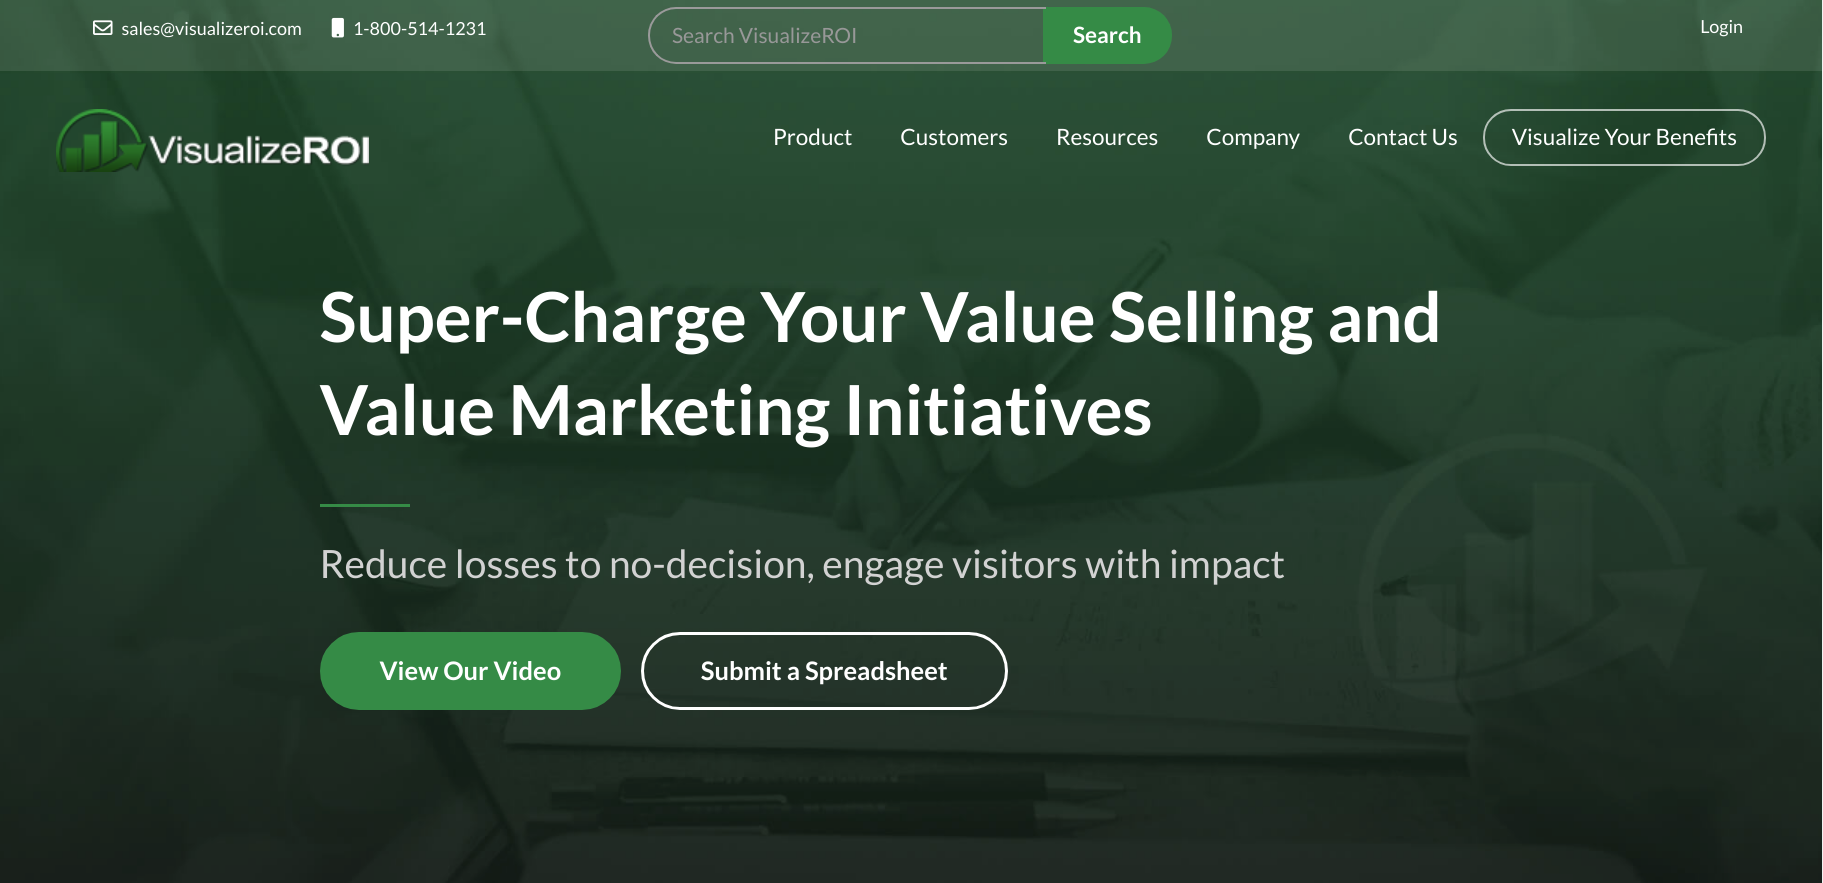 sales@visualizeroi.com 1-800-514-1231 Search VisualizeROI Search Login
VisualizeROI Product Customers Resources Company Contact Us Visualize Your Benefits
Super-Charge Your Value Selling and
Value Marketing Initiatives
Reduce losses to no-decision, engage visitors with impact
View Our Video Submit a Spreadsheet